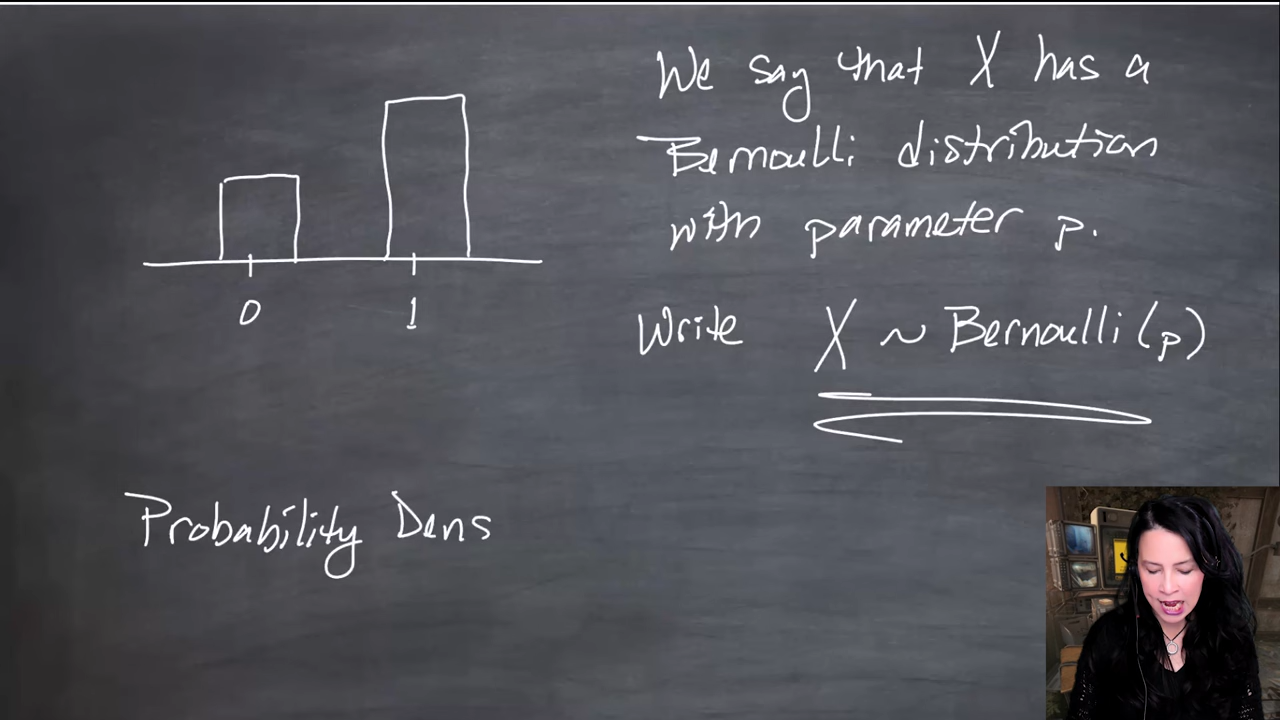 We say that X has a
Bernoulli distribution
with parameter p.
Write X ~ Bernoulli (p)
0 1
Probability Dens